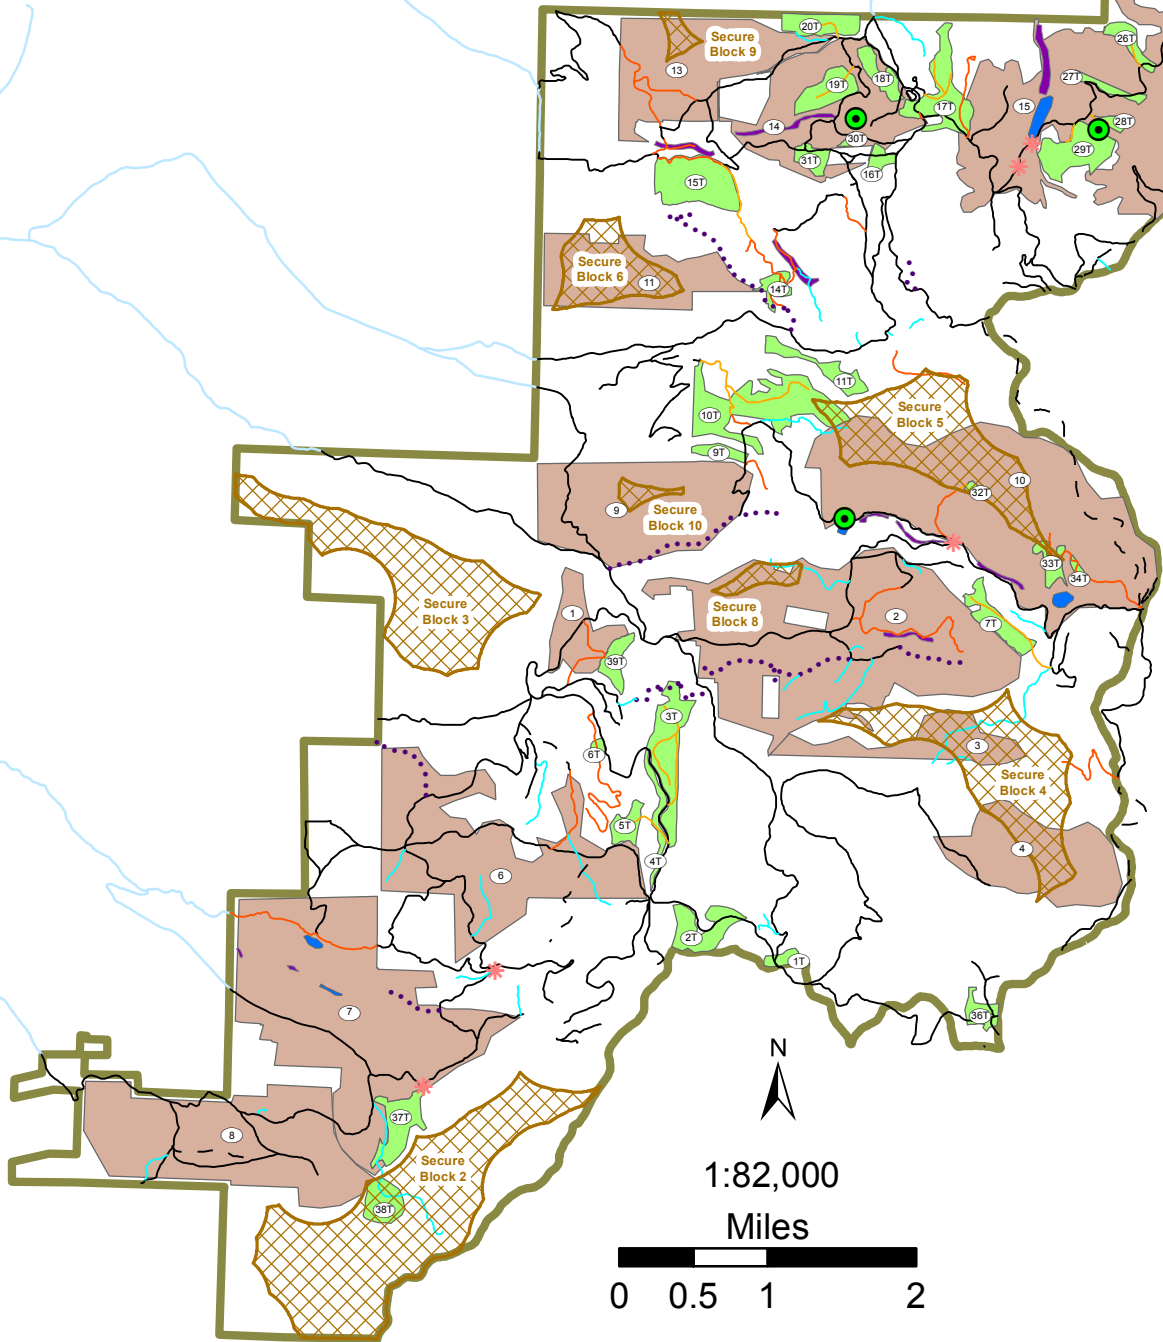 20T
26T
Secure
Block 9
13
27T
19T
18T
17T
15
14
28T
30T
29T
31T
16T
15T
Secure
Block 6
11
14T
11T
Secure
Block 5
10T
9T
10
32T
9
Secure
Block 10
33T
34T
Secure
Block 3
1
Secure
Block 8
2
7T
39T
3T
6T
3
Secure
Block 4
5T
4
4T
6
2T
1T
7
36T
N
37T
8
Secure
Block 2
38T
1:82,000
Miles
0 0.5 1 2